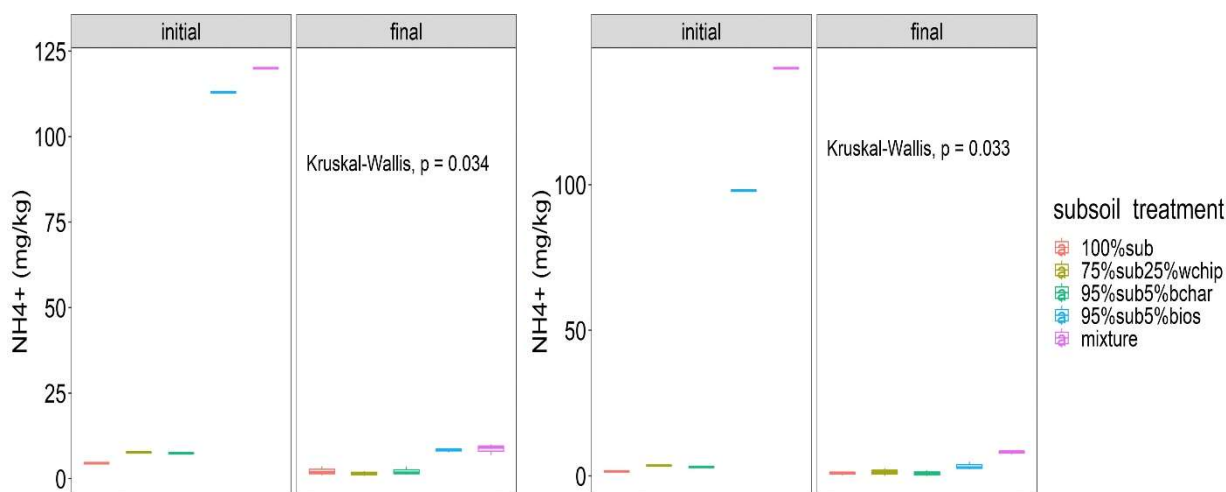 initial
final
125
100
75
50
25
0
NH4+ (mg/kg)
Kruskal-Wallis, p = 0.034
initial
final
100
50
0
NH4+ (mg/kg)
Kruskal-Wallis, p = 0.033
subsoil treatment
a 100%sub
a 75%sub25%wchip
a 95%sub5%bchar
a 95%sub5%bios
a mixture